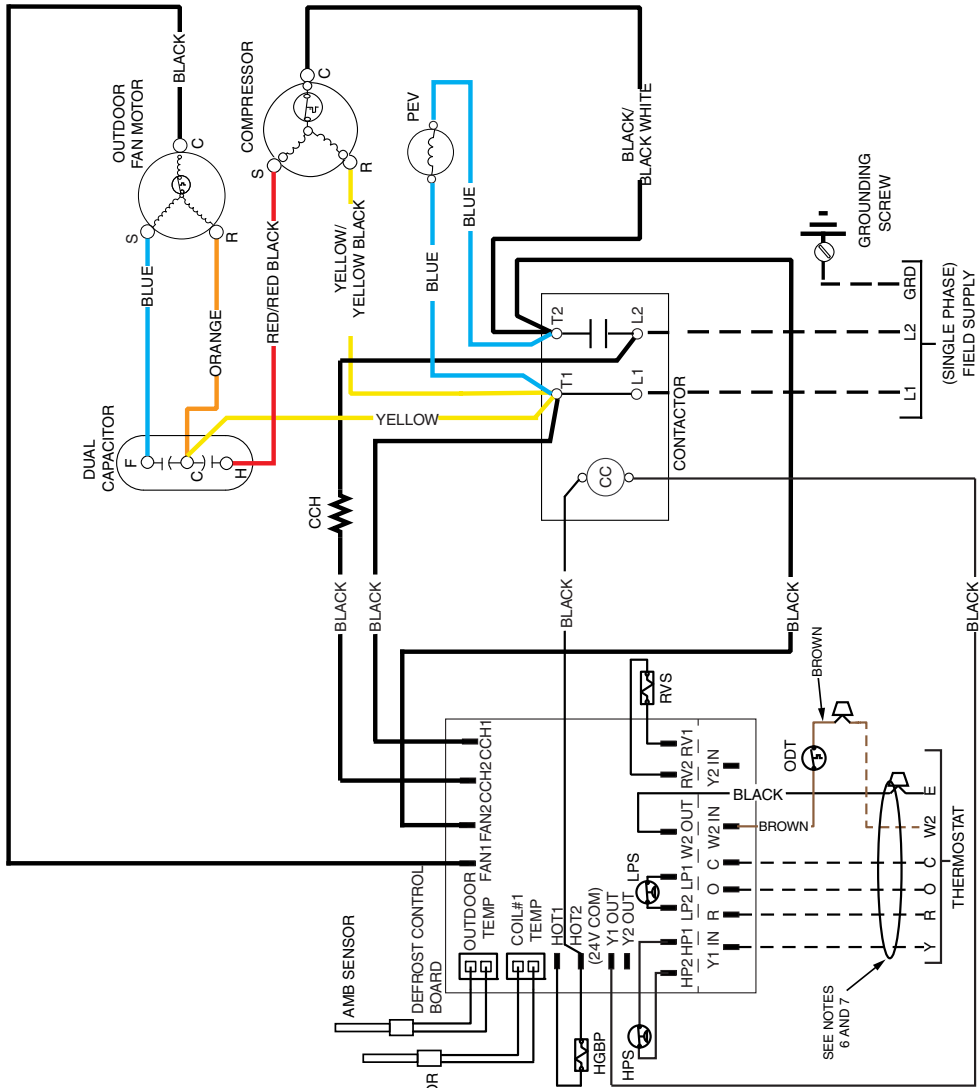 BLACK
OUTDOOR
FAN MOTOR
C
S
R
BLUE
ORANGE
COMPRESSOR
C
S
R
RED/RED BLACK
YELLOW/
YELLOW BLACK
PEV
BLUE
BLUE
BLACK/
BLACK WHITE
DUAL
CAPACITOR
F
C
H
YELLOW
CCH
T2
L2
T1
L1
CC
CONTACTOR
GROUNDING
SCREW
GRD
L2
L1
(SINGLE PHASE)
FIELD SUPPLY
BLACK
BLACK
BLACK
BLACK
BLACK
AMB SENSOR
OR
DEFROST CONTROL
BOARD
OUTDOOR
TEMP
COIL#1
TEMP
FAN1
FAN2
CCH2
CCH1
HOT1
HOT2
(24V COM)
Y1 OUT
Y2 OUT
HGBP
HPS
HP2
HP1
LPS
LP2
LP1
W2 OUT
RV2
RV1
RVS
Y1 IN
R
O
C
W2 IN
Y2 IN
BLACK
BROWN
BROWN
ODT
SEE NOTES
6 AND 7
Y
R
O
C
W2
E
THERMOSTAT